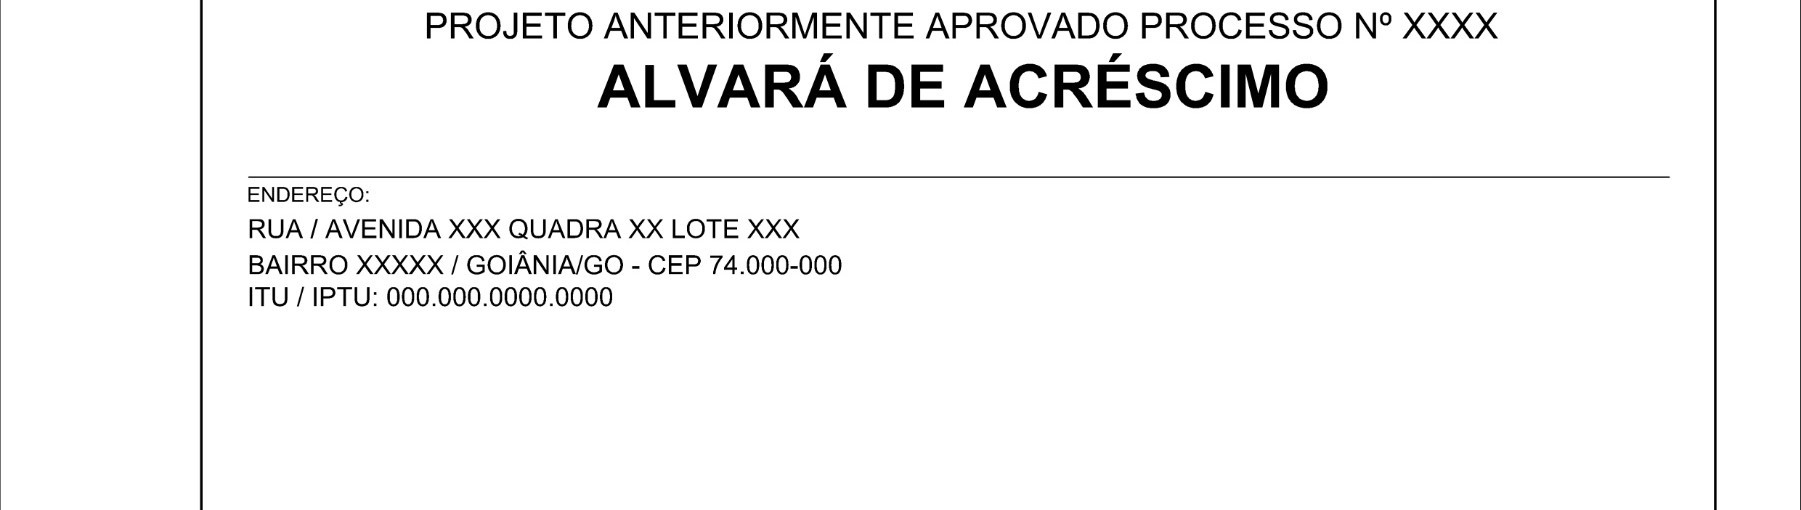 PROJETO ANTERIORMENTE APROVADO PROCESSO Nº XXXX
ALVARÁ DE ACRÉSCIMO
ENDEREÇO:
RUA / AVENIDA XXX QUADRA XX LOTE XXX
BAIRRO XXXXX / GOIÂNIA/GO - CEP 74.000-000
ITU / IPTU: 000.000.0000.0000